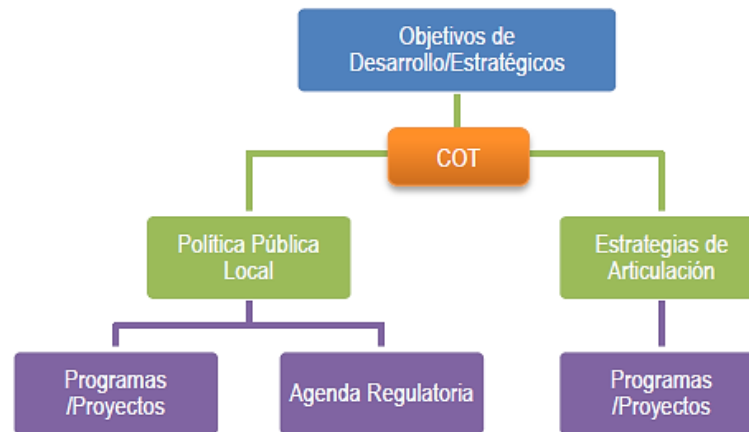 Objetivos de
Desarrollo/Estratégicos
COT
Política Pública
Local
Estrategias de
Articulación
Programas
/Proyectos
Agenda Regulatoria
Programas
/Proyectos